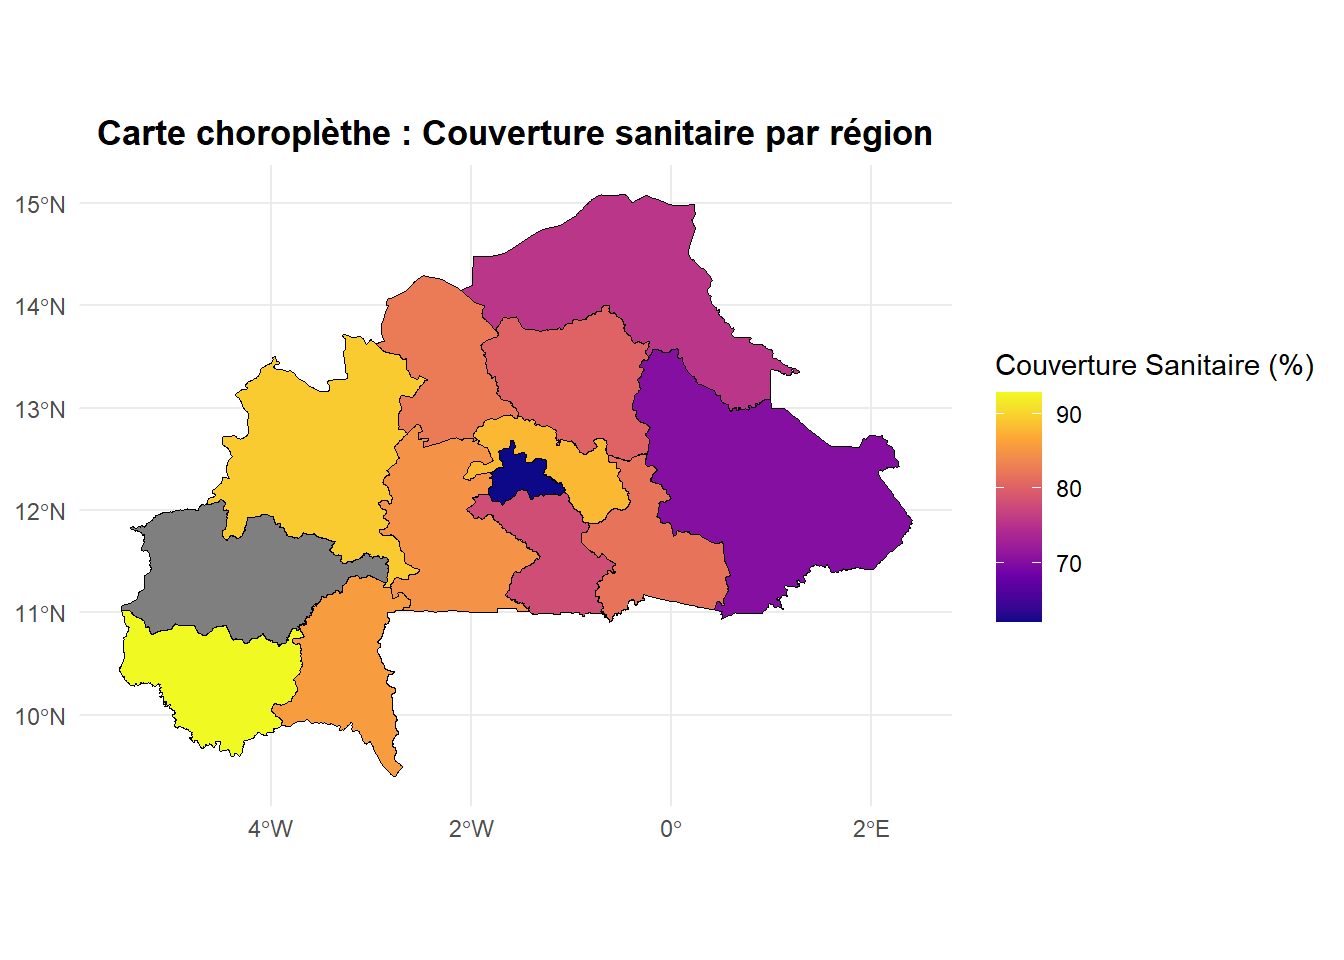 Carte choroplèthe : Couverture sanitaire par région
15°N
14°N
13°N
12°N
11°N
10°N
4°W
2°W
0°
2°E
Couverture Sanitaire (%)
90
80
70